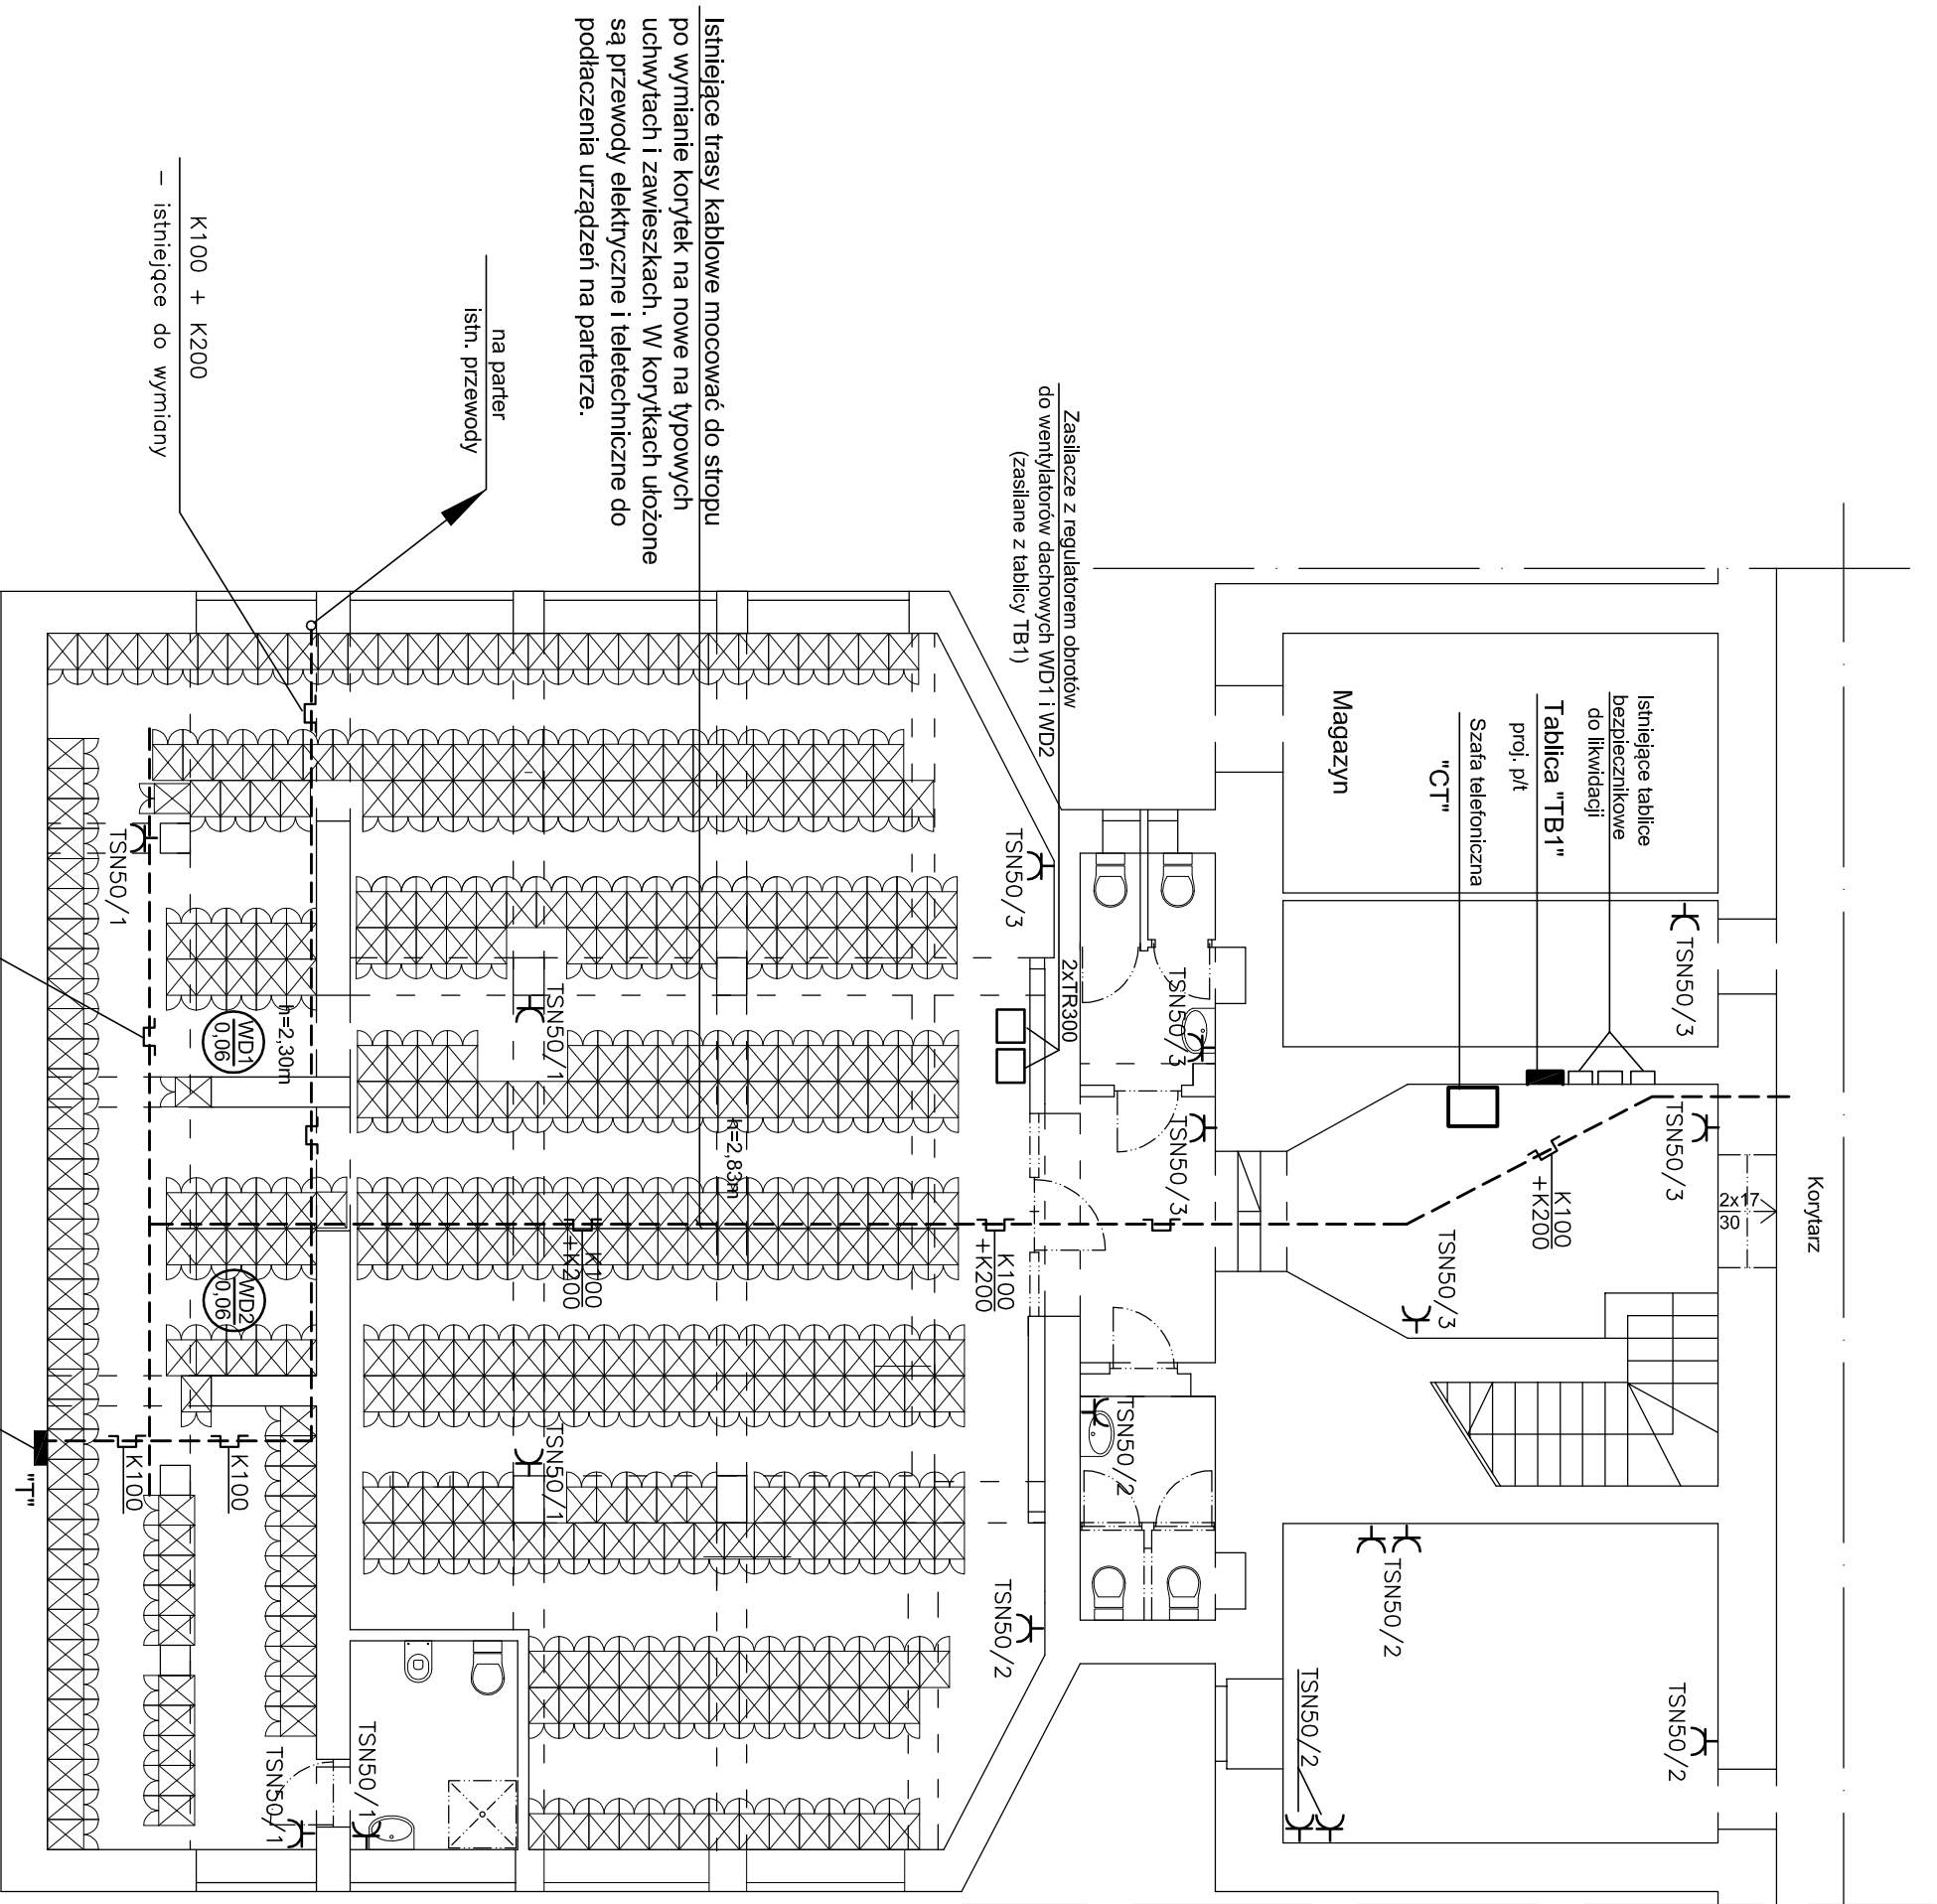 Istniejące trasy kablowe mocować do stropu
po wymianie korytek na nowe na typowych
uchwytach i zawieszkach. W korytkach ułożone
są przewody elektryczne i teletechniczne do
podłaczenia urządzeń na parterze.
na parter
istn. przewody
K100 + K200
– istniejące do wymiany
Zasilacze z regulatorem obrotów
do wentylatorów dachowych WD1 i WD2
(zasilane z tablicy TB1)
Istniejące tablice
bezpiecznikowe
do likwidacji
Tablica "TB1"
proj. p/t
Szafa telefoniczna
"CT"
Magazyn
Korytarz
2x17
30
TSN50/3
TSN50/3
TSN50/3
K100
+K200
TSN50/3
TSN50/3
TSN50/3
2xTR300
K100
+K200
TSN50/2
TSN50/2
TSN50/2
TSN50/2
TSN50/2
h=2,83m
K100
+K200
TSN50/1
TSN50/1
TSN50/1
TSN50/1
TSN50/1
h=2,30m
WD1
0,06
WD2
0,06
K100
K100
"T"